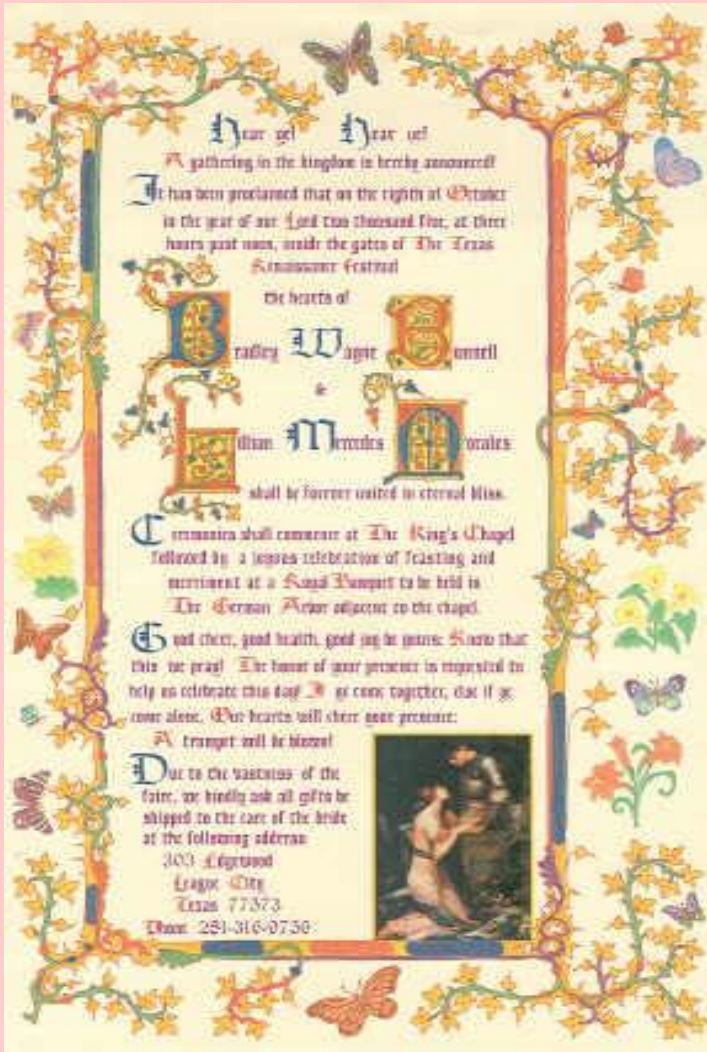 Hear ye! Hear ye!
A gathering in the kingdom is hereby announced!
It has been proclaimed that on the eighth of October
in the year of our Lord two thousand five, at three
hours past noon, inside the gates of The Texas
Renaissance Festival
the hearts of
Bradley Wayne Bonnell
&
Lillian Mercedes Morales
shall be forever united in eternal bliss.
Ceremonies shall commence at The King's Chapel
followed by a joyous celebration of feasting and
merriment at a Royal Banquet to be held in
The German Arbor adjacent to the chapel.
Good cheer, good health, good joy be yours: Know that
this we pray! The honor of your presence is requested to
help us celebrate this day! If ye come together, else if ye
come alone, Our hearts will cheer your presence:
A trumpet will be blown!
Due to the vastness of the
faire, we kindly ask all gifts be
shipped to the care of the bride
at the following address:
303 Edgewood
League City
Texas 77573
Phone 281-316-0736